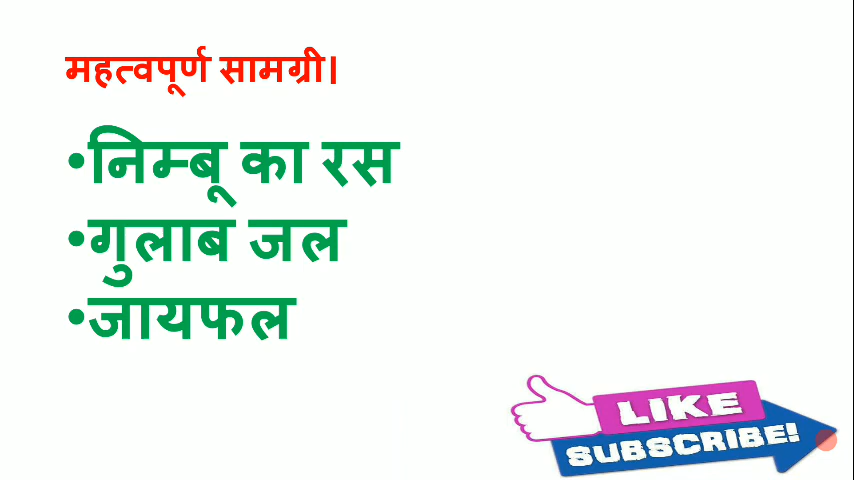 महत्वपूर्ण सामग्री।
•निम्बू का रस
•गुलाब जल
•जायफल
LIKE
SUBSCRIBE!